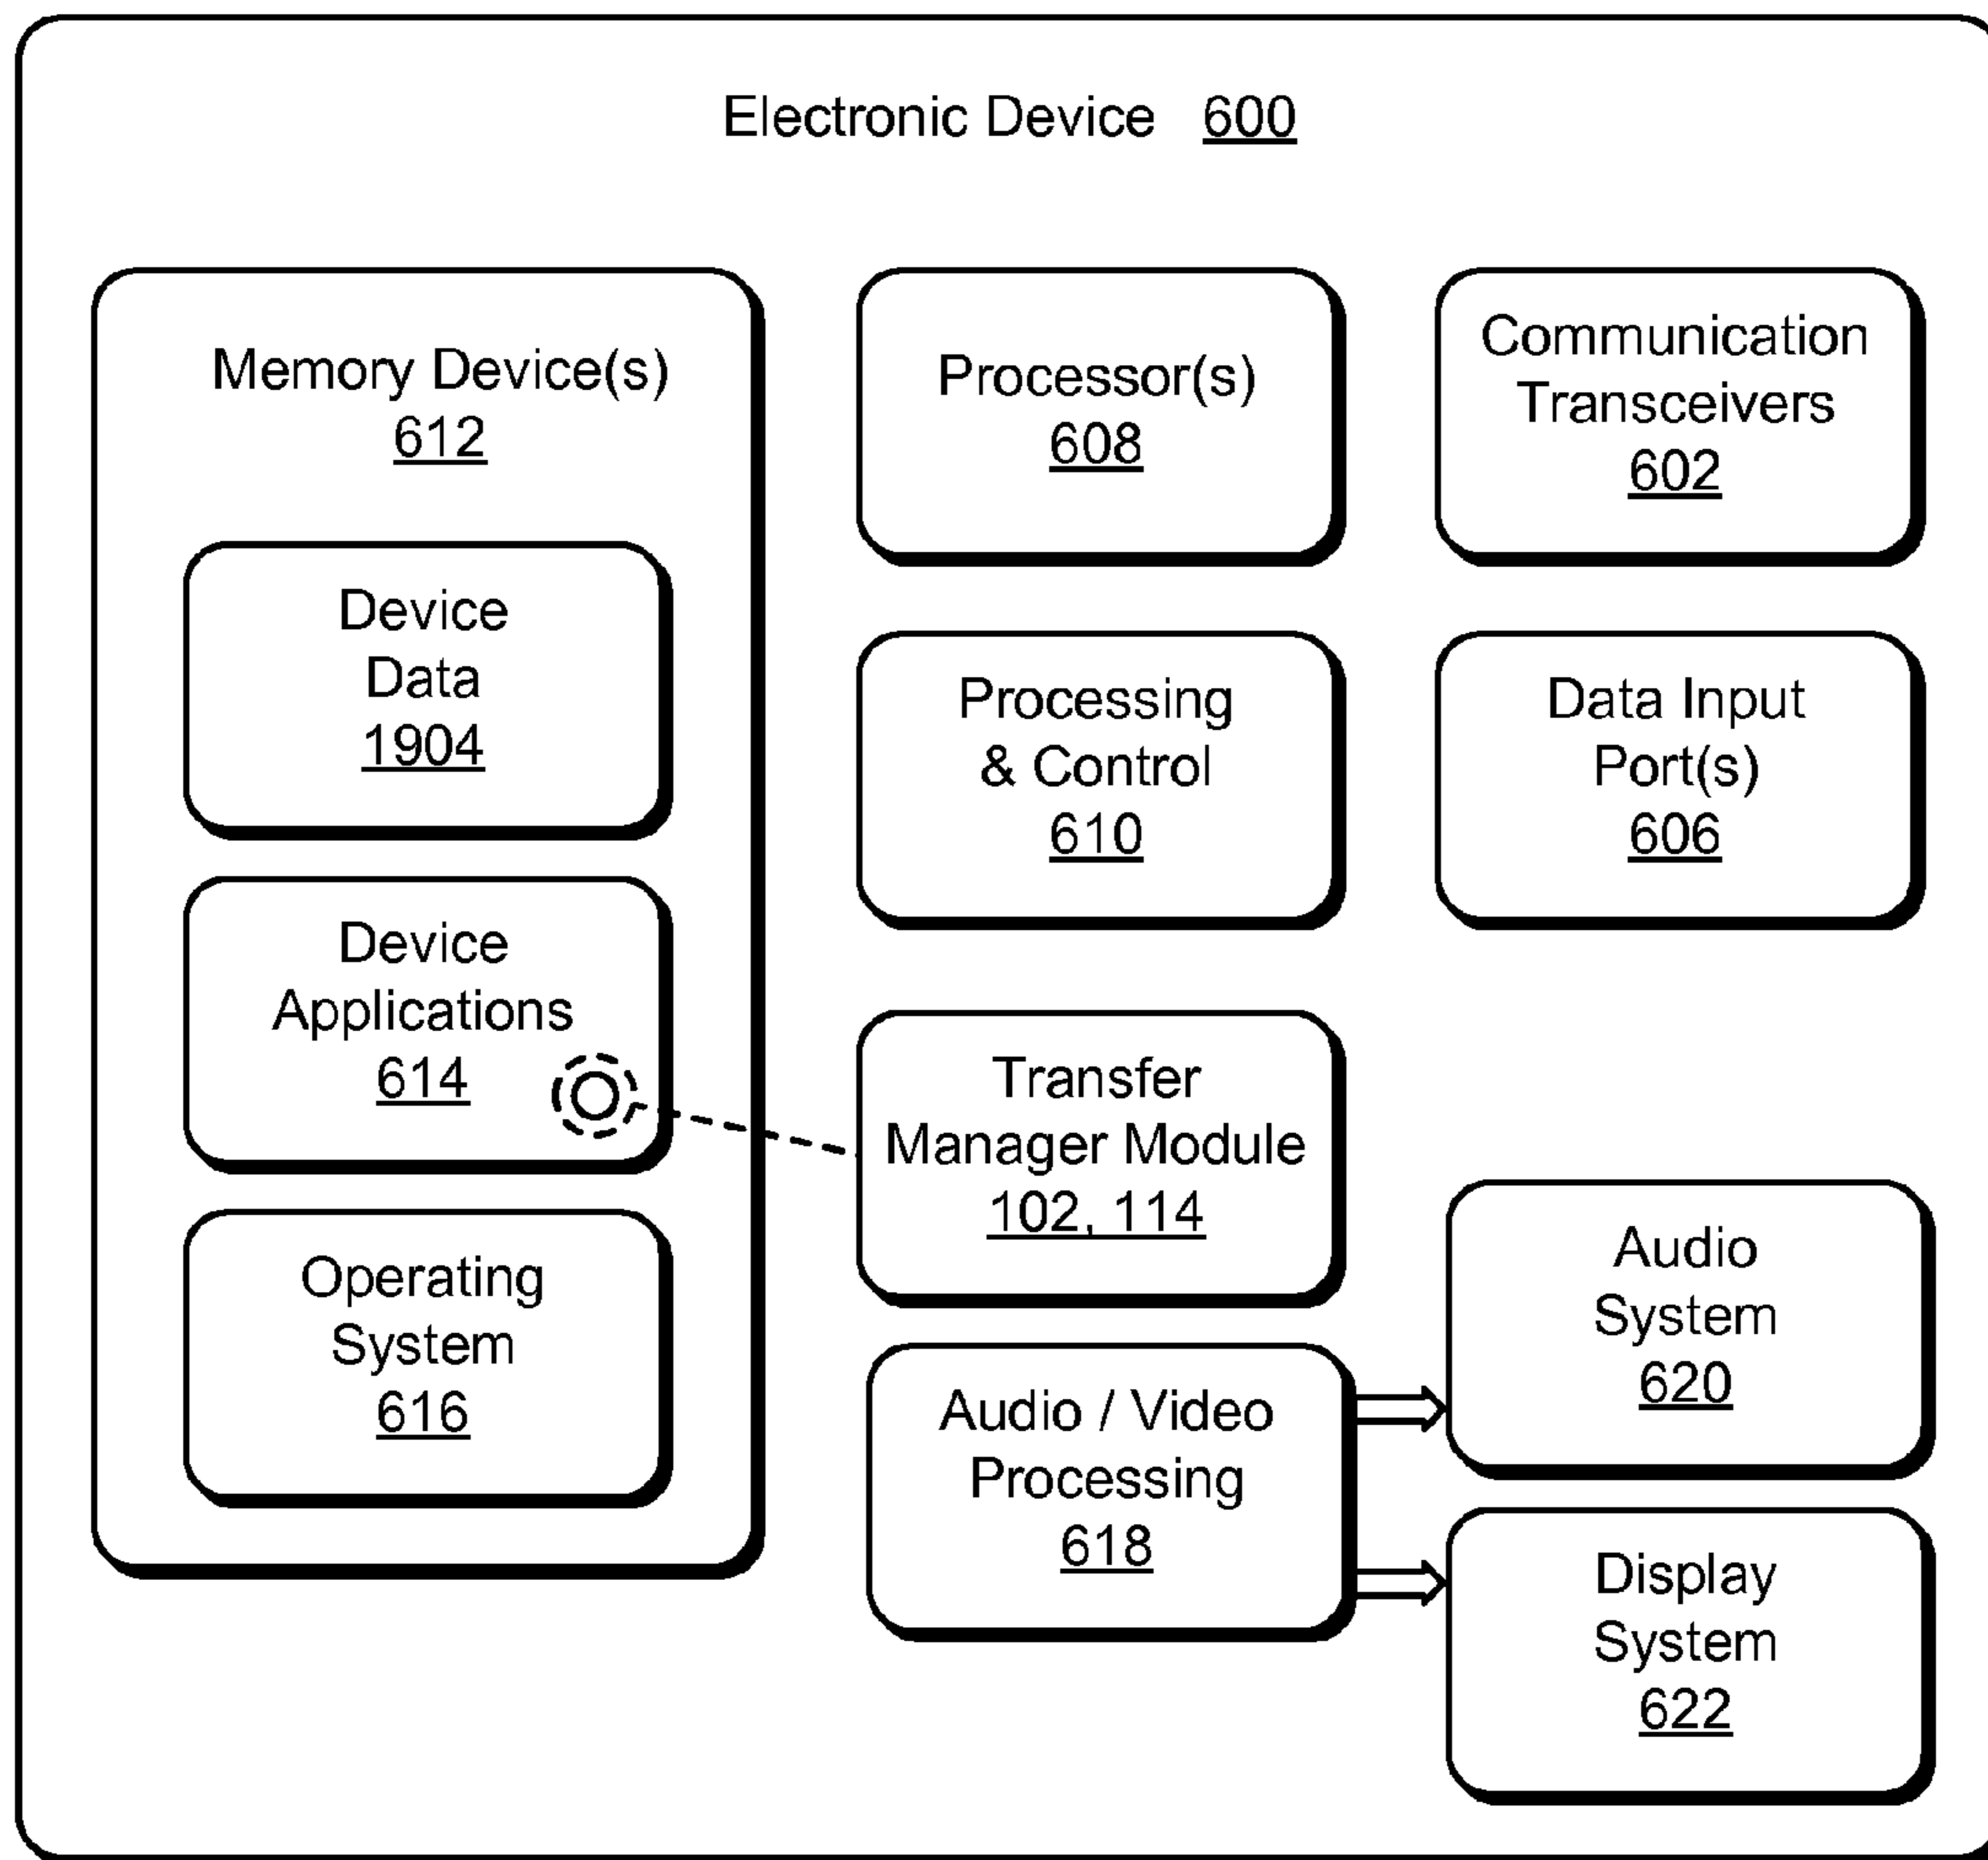 Electronic Device 600
Memory Device(s)
612
Device
Data
1904
Device
Applications
614
Operating
System
616
Processor(s)
608
Communication
Transceivers
602
Processing
& Control
610
Data Input
Port(s)
606
Transfer
Manager Module
102, 114
Audio / Video
Processing
618
Audio
System
620
Display
System
622